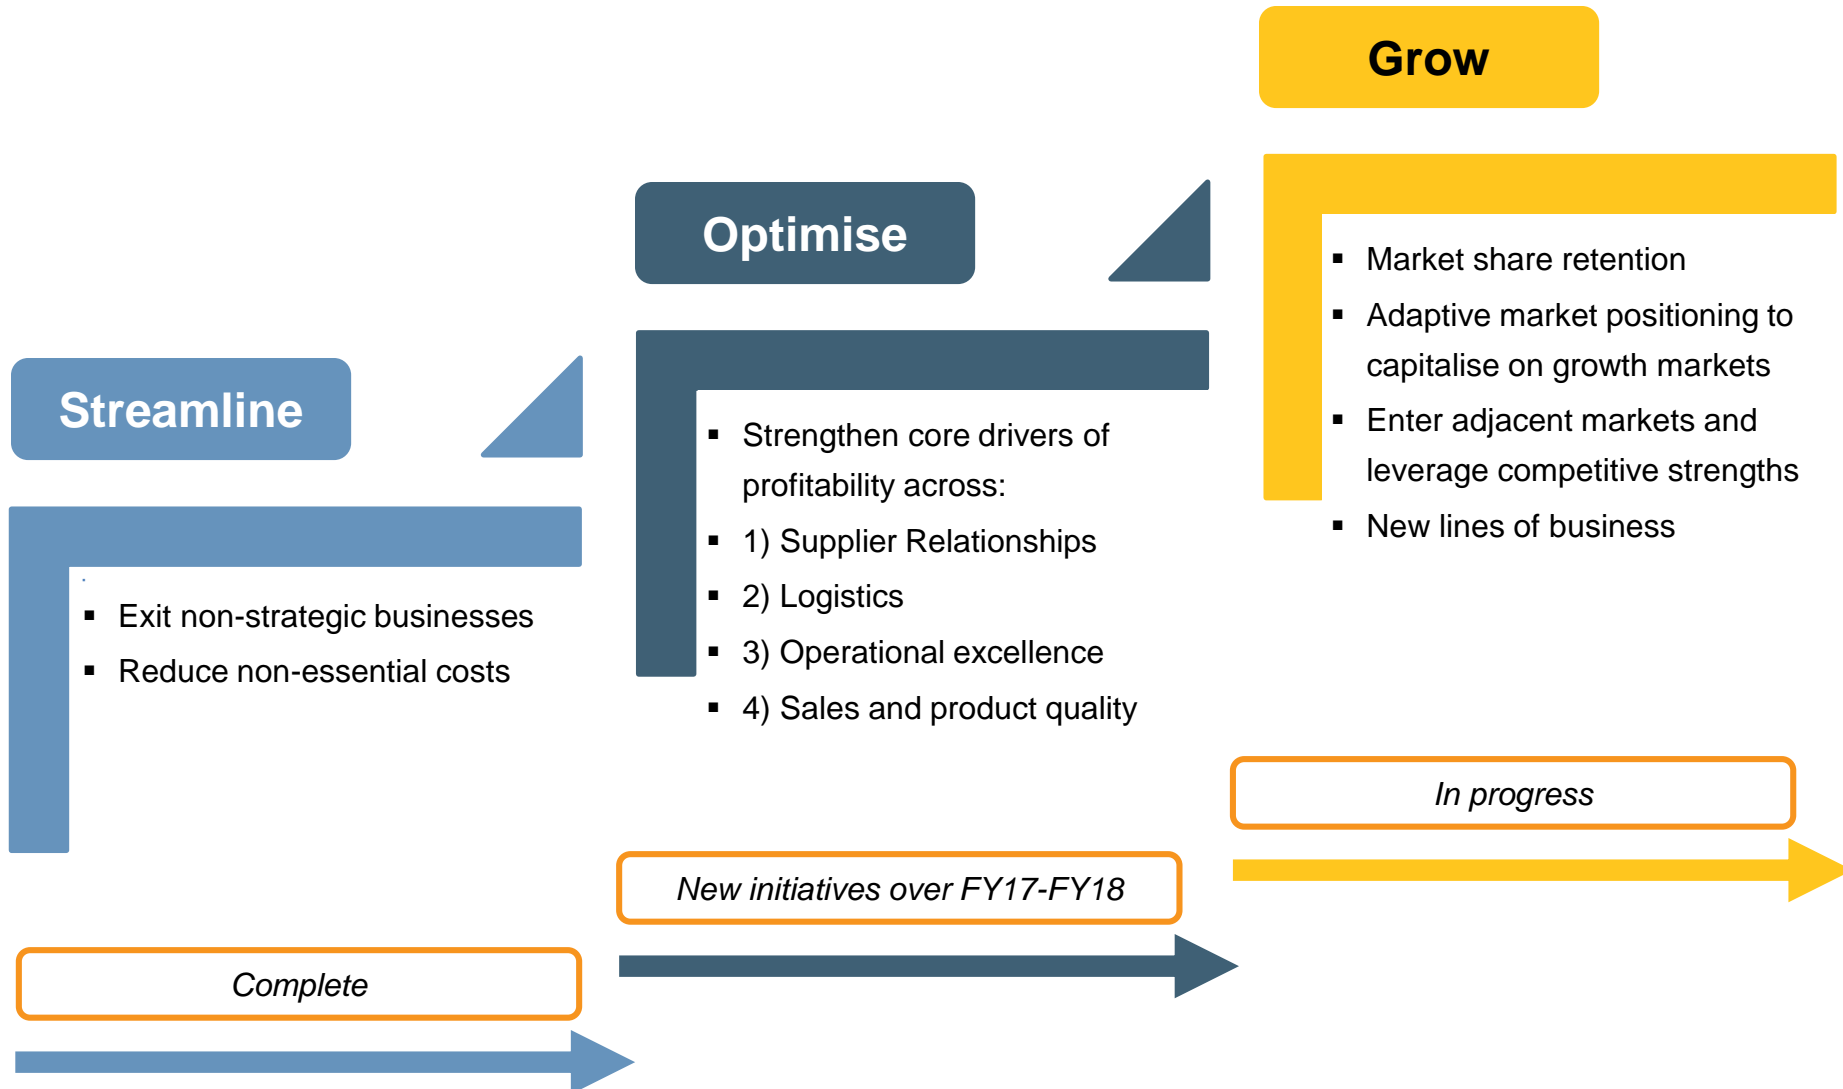 Grow
Optimise
Streamline
▪ Market share retention
▪ Adaptive market positioning to
capitalise on growth markets
▪ Enter adjacent markets and
leverage competitive strengths
▪ New lines of business
▪ Strengthen core drivers of
profitability across:
▪ 1) Supplier Relationships
▪ 2) Logistics
▪ 3) Operational excellence
▪ 4) Sales and product quality
▪ Exit non-strategic businesses
▪ Reduce non-essential costs
In progress
New initiatives over FY17-FY18
Complete